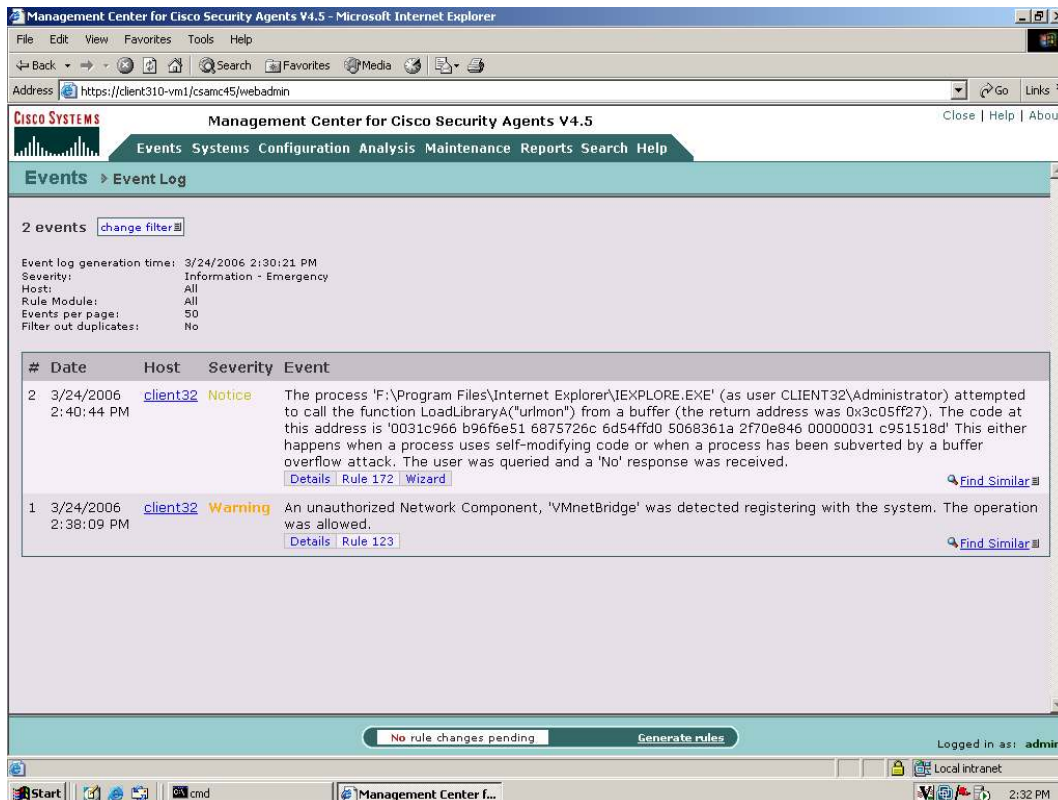 Management Center for Cisco Security Agents V4.5 - Microsoft Internet Explorer
File Edit View Favorites Tools Help
Back Search Favorites Media
Address https://client310-vm1/csamc45/webadmin Go Links
CISCO SYSTEMS
Management Center for Cisco Security Agents V4.5
Close | Help | Abou
Events Systems Configuration Analysis Maintenance Reports Search Help
Events Event Log
2 events change filter
Event log generation time: 3/24/2006 2:30:21 PM
Severity: Information - Emergency
Host: All
Rule Module: All
Events per page: 50
Filter out duplicates: No
# Date Host Severity Event
2 3/24/2006 2:40:44 PM client32 Notice The process 'F:\Program Files\Internet Explorer\IEXPLORE.EXE' (as user CLIENT32\Administrator) attempted
to call the function LoadLibraryA("urlmon") from a buffer (the return address was 0x3c05ff27). The code at
this address is '0031c966 b96f6e51 6875726c 6d54ffd0 5068361a 2f70e846 00000031 c951518d' This either
happens when a process uses self-modifying code or when a process has been subverted by a buffer
overflow attack. The user was queried and a 'No' response was received.
Details Rule 172 Wizard
Find Similar
1 3/24/2006 2:38:09 PM client32 Warning An unauthorized Network Component, 'VMnetBridge' was detected registering with the system. The operation
was allowed.
Details Rule 123
Find Similar
No rule changes pending Generate rules
Logged in as: admin
Local intranet
Start cmd Management Center f... 2:32 PM